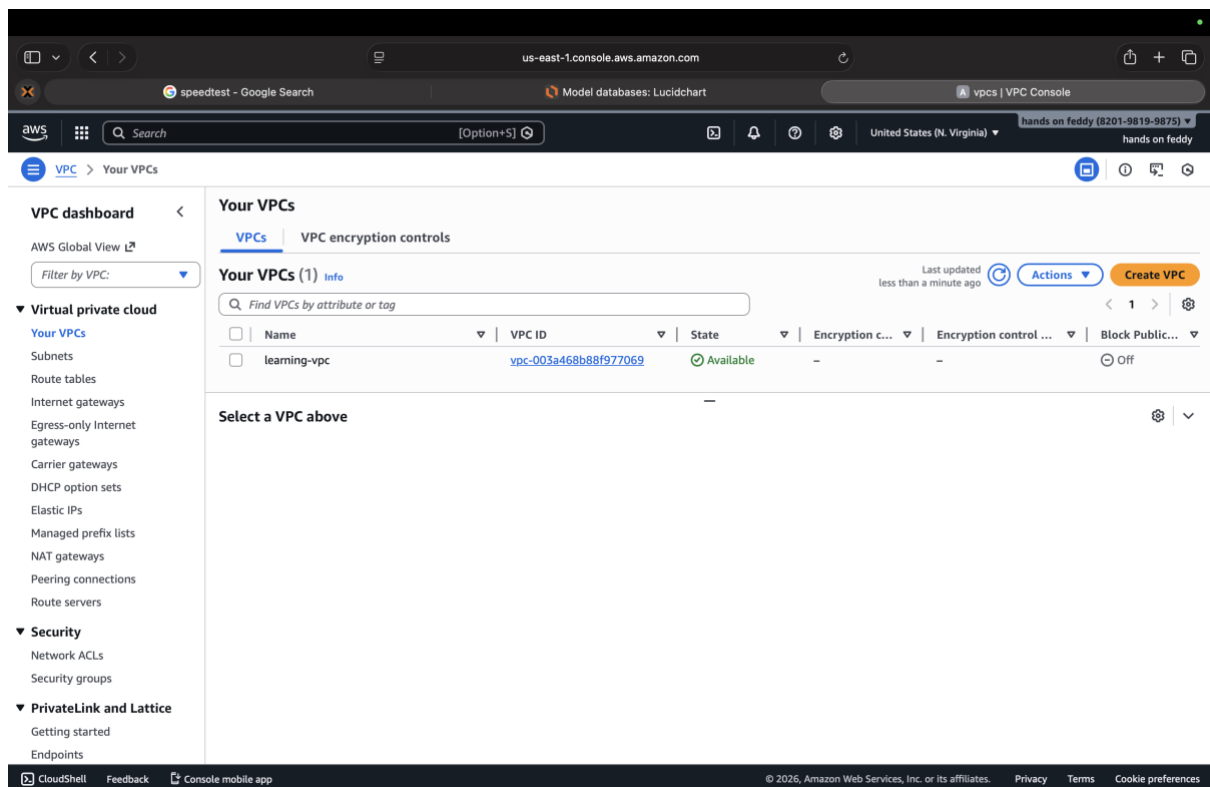 us-east-1.console.aws.amazon.com
speedtest - Google Search
Model databases: Lucidchart
A vpcs | VPC Console
aws
Search
[Option+S]
United States (N. Virginia)
hands on feddy (8201-9819-9875)
hands on feddy
VPC > Your VPCs
VPC dashboard
AWS Global View
Filter by VPC:
Virtual private cloud
Your VPCs
Subnets
Route tables
Internet gateways
Egress-only Internet
gateways
Carrier gateways
DHCP option sets
Elastic IPs
Managed prefix lists
NAT gateways
Peering connections
Route servers
Security
Network ACLs
Security groups
PrivateLink and Lattice
Getting started
Endpoints
Your VPCs
VPCs VPC encryption controls
Your VPCs (1) Info
Last updated
less than a minute ago
Actions
Create VPC
Find VPCs by attribute or tag
1
Name VPC ID State Encryption c... Encryption control ... Block Public...
learning-vpc vpc-003a468b88f977069 Available – – Off
Select a VPC above
CloudShell Feedback Console mobile app © 2026, Amazon Web Services, Inc. or its affiliates. Privacy Terms Cookie preferences